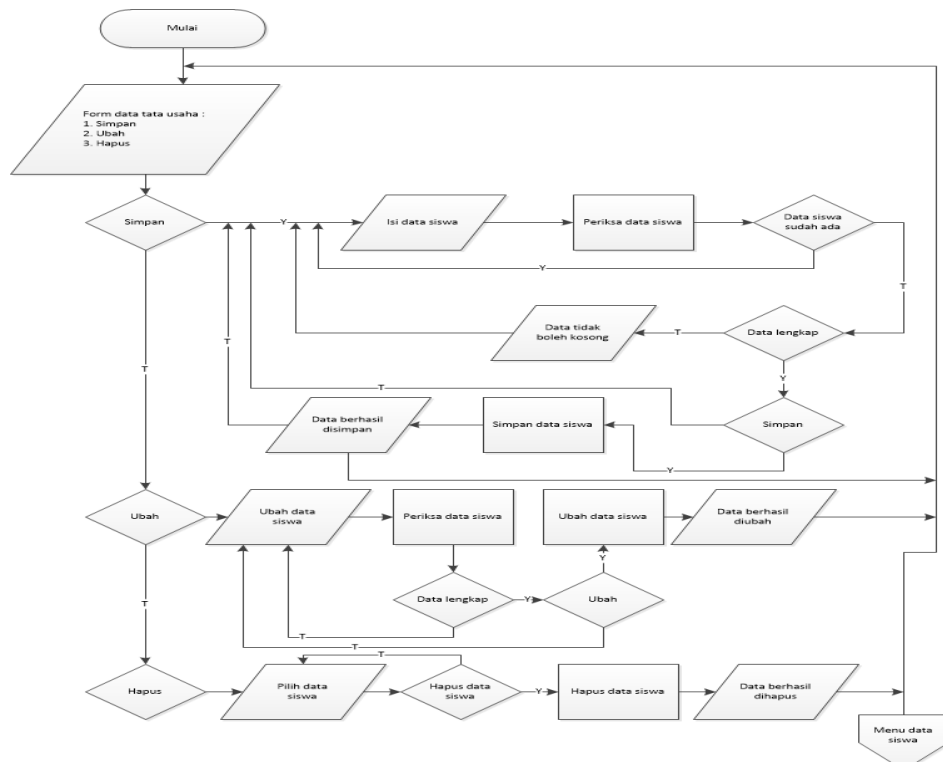 Mulai
Form data tata usaha :
1. Simpan
2. Ubah
3. Hapus
Simpan
Y
Isi data siswa
Periksa data siswa
Data siswa
sudah ada
Y
T
Data tidak
boleh kosong
T
Data lengkap
T
T
Y
T
Data berhasil
disimpan
Simpan data siswa
Simpan
Y
Ubah
Ubah data
siswa
Periksa data siswa
Ubah data siswa
Data berhasil
diubah
Y
T
Data lengkap
Y
Ubah
T
T
T
Hapus
Pilih data
siswa
Hapus data
siswa
Y
Hapus data siswa
Data berhasil
dihapus
Menu data
siswa